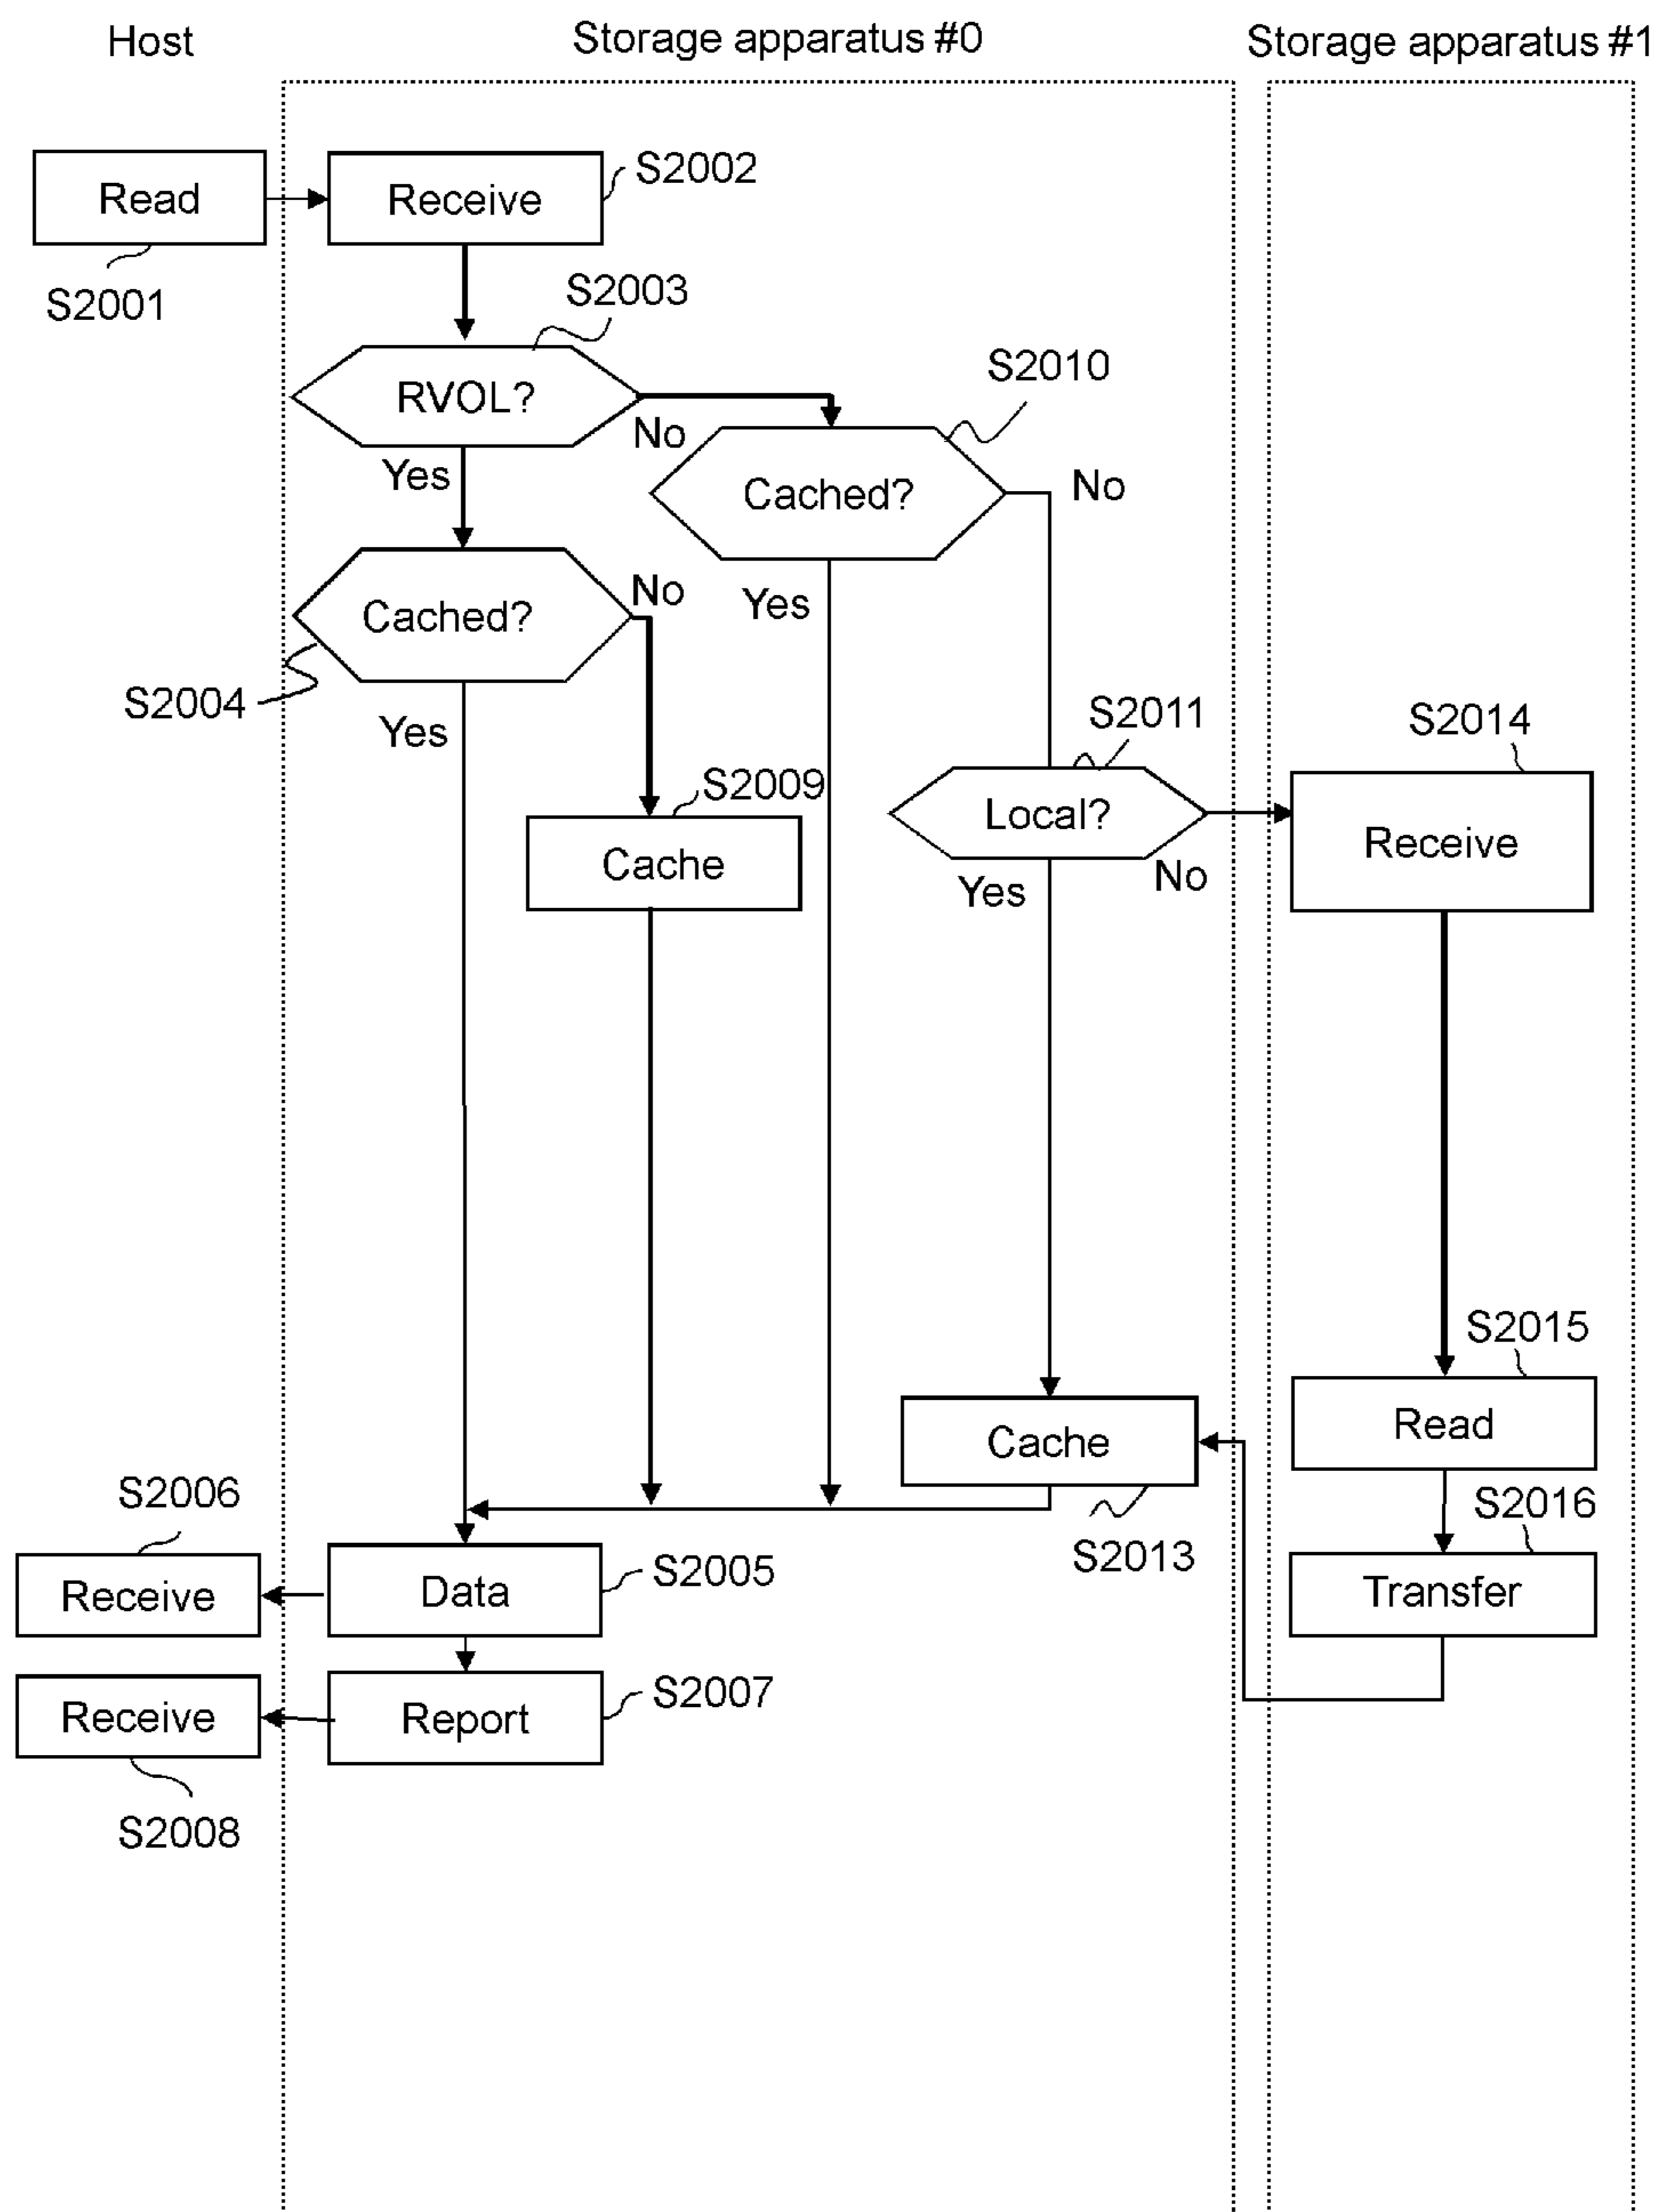 Host
Storage apparatus #0
Storage apparatus #1
Read
Receive
S2002
S2001
S2003
RVOL?
No
S2010
Yes
Cached?
No
Cached?
No
Yes
S2004
Yes
S2011
S2014
S2009
Local?
Receive
Cache
Yes
No
S2015
Read
Cache
S2006
S2016
S2013
Receive
Data
S2005
Transfer
Receive
Report
S2007
S2008